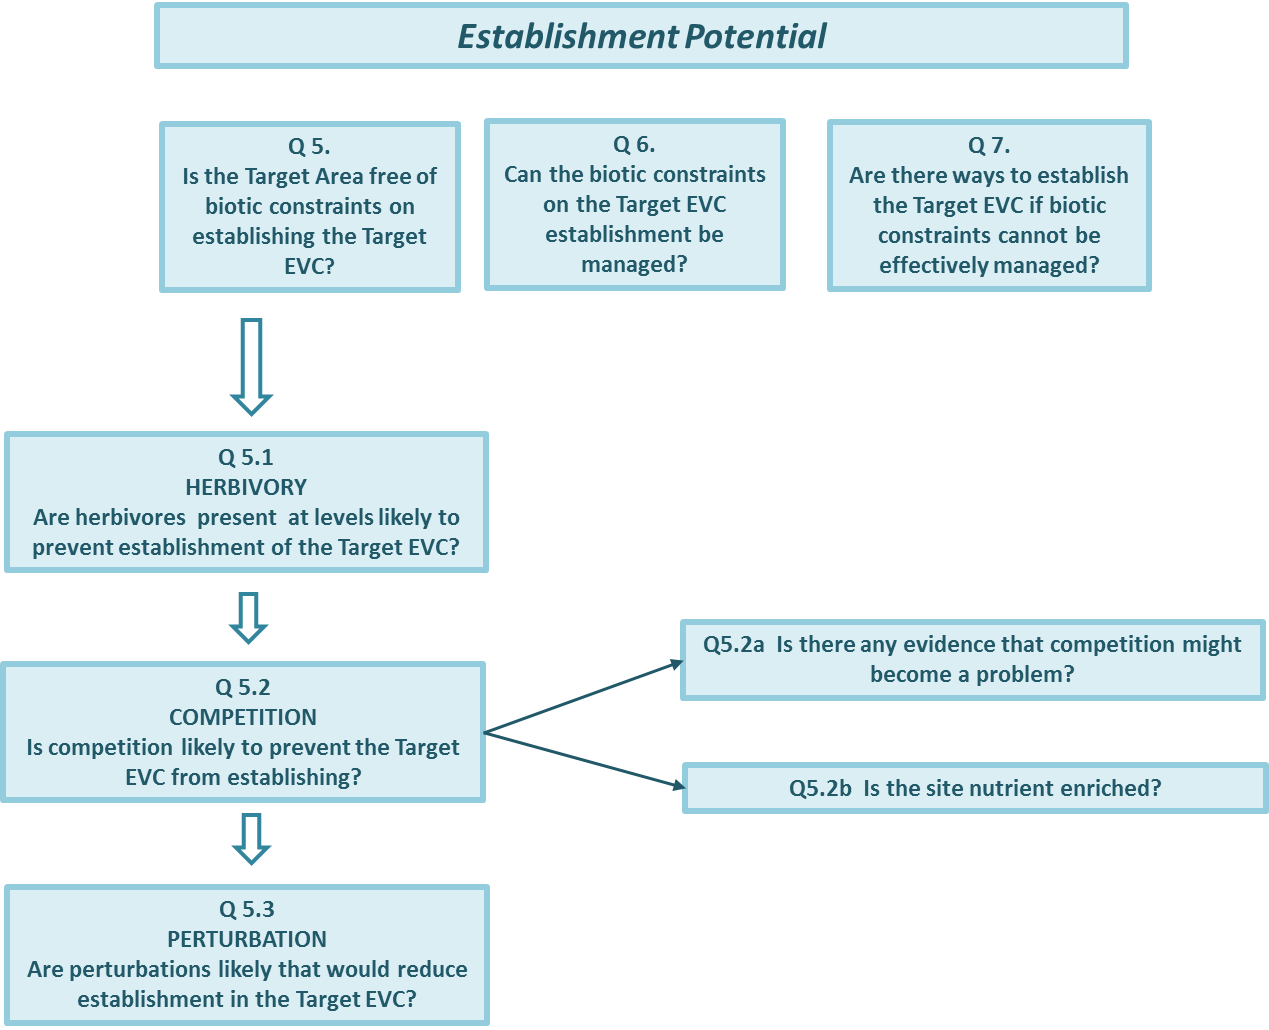 Establishment Potential
Q 5.
Is the Target Area free of
biotic constraints on
establishing the Target
EVC?
Q 6.
Can the biotic constraints
on the Target EVC
establishment be
managed?
Q 7.
Are there ways to establish
the Target EVC if biotic
constraints cannot be
effectively managed?
Q 5.1
HERBIVORY
Are herbivores present at levels likely to
prevent establishment of the Target EVC?
Q 5.2
COMPETITION
Is competition likely to prevent the Target
EVC from establishing?
Q5.2a Is there any evidence that competition might
become a problem?
Q5.2b Is the site nutrient enriched?
Q 5.3
PERTURBATION
Are perturbations likely that would reduce
establishment in the Target EVC?